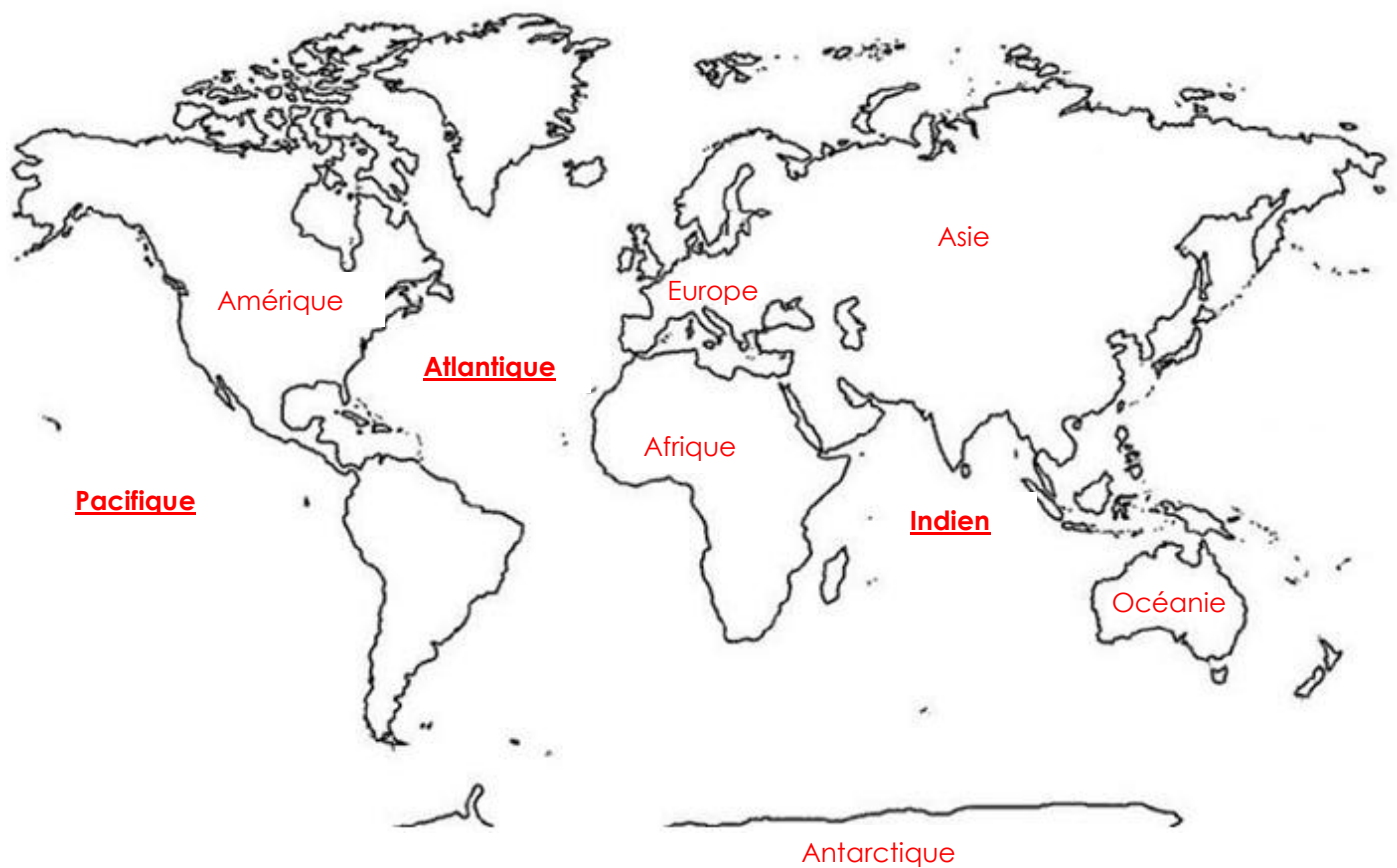 Asie
Europe
Amérique
Atlantique
Afrique
Pacifique
Indien
Océanie
Antarctique